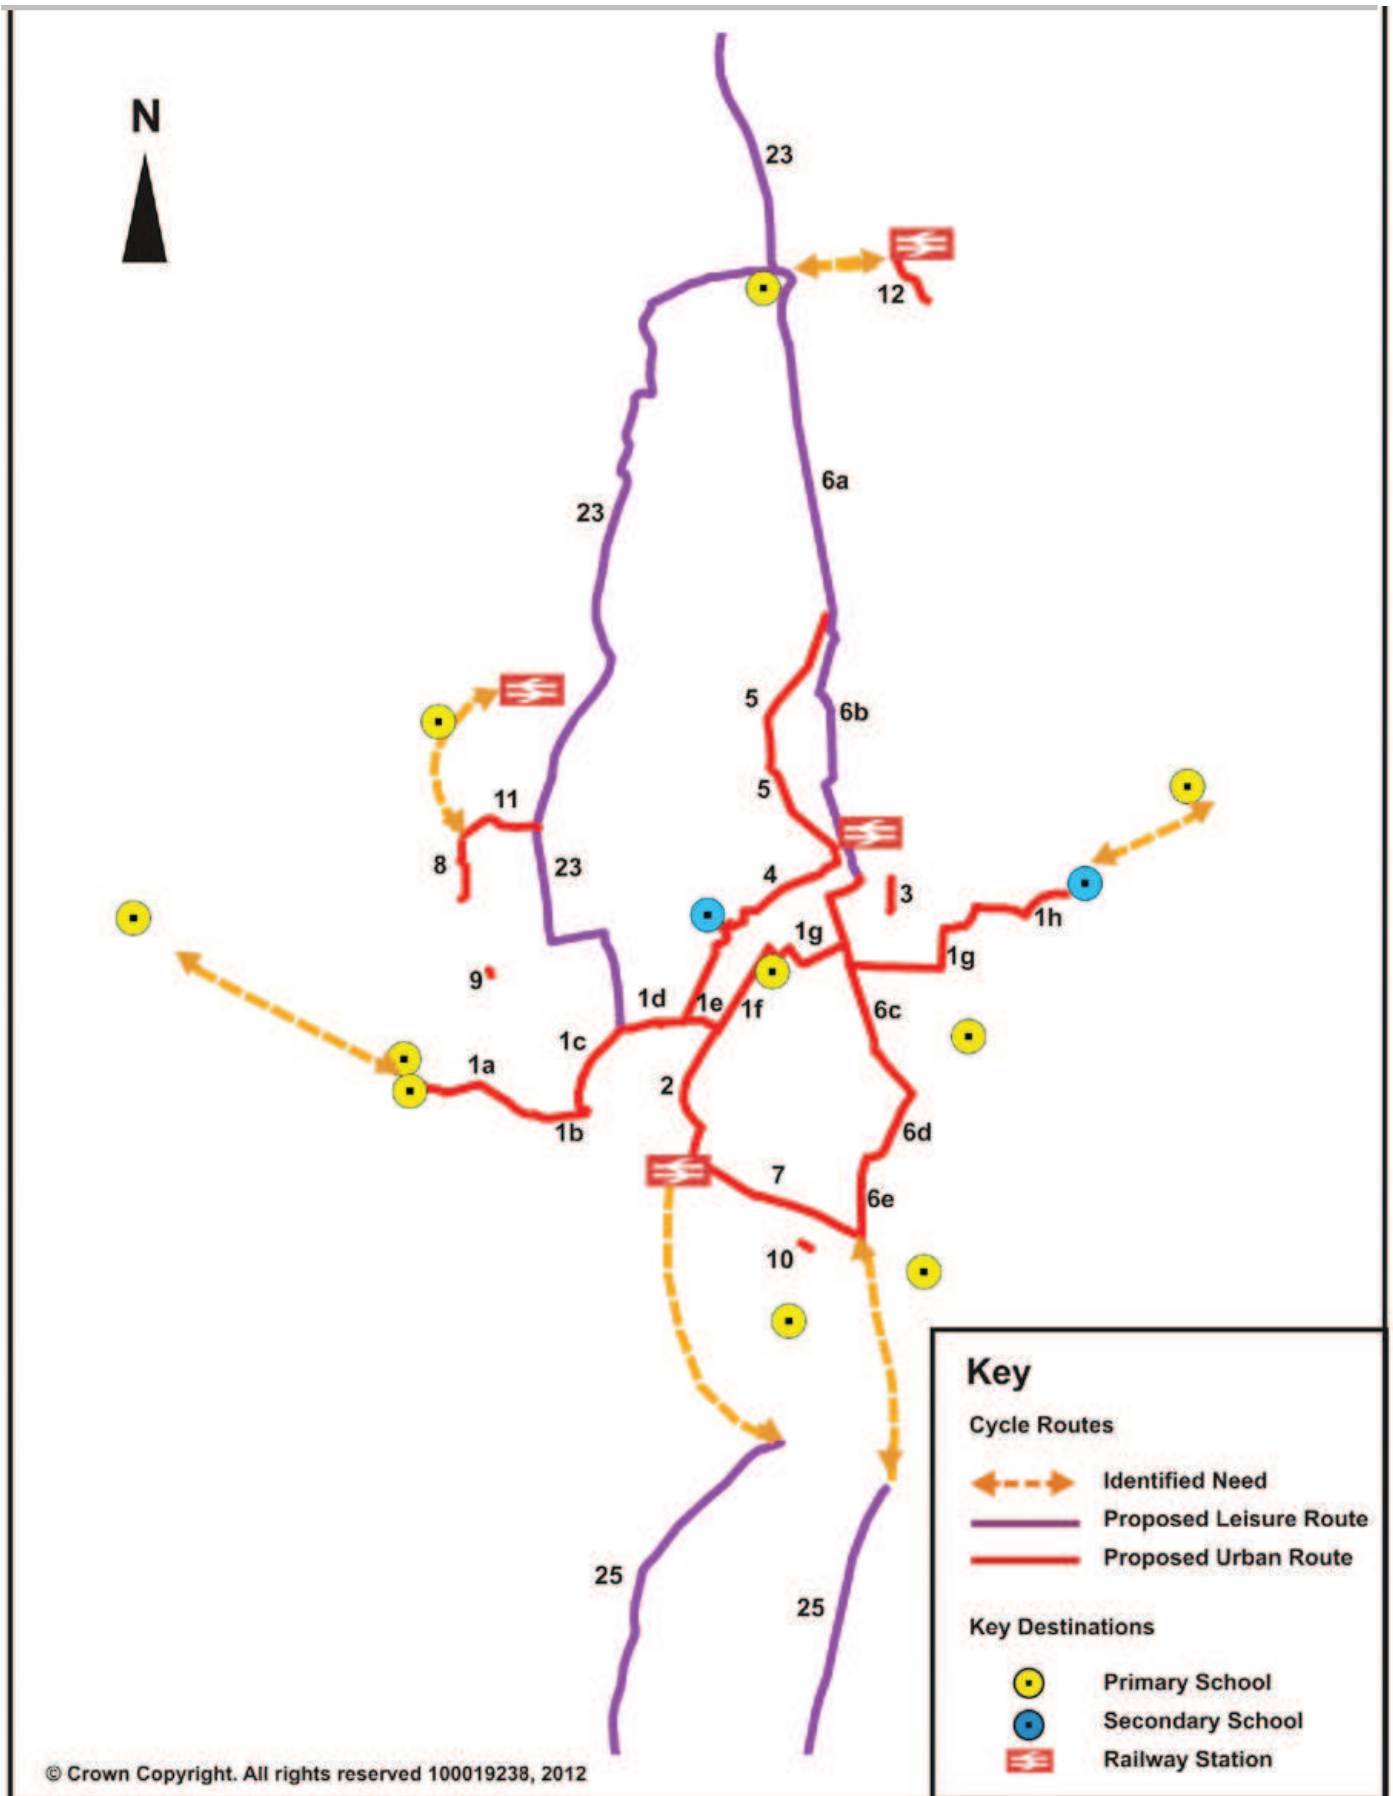 N
23
12
6a
23
5
6b
5
11
8
23
4
3
1h
1g
1g
9
1d
1e
1f
6c
1c
1a
2
1b
6d
7
6e
10
25
25
Key
Cycle Routes
Identified Need
Proposed Leisure Route
Proposed Urban Route
Key Destinations
Primary School
Secondary School
Railway Station
© Crown Copyright. All rights reserved 100019238, 2012